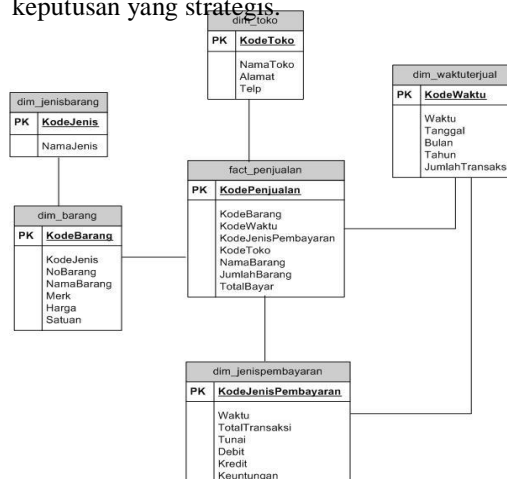 keputusan yang strategis.
dim_toko
PK KodeToko
NamaToko
Alamat
Telp
dim_waktuterjual
PK KodeWaktu
Waktu
Tanggal
Bulan
Tahun
JumlahTransaks
dim_jenisbarang
PK KodeJenis
NamaJenis
fact_penjualan
PK KodePenjualan
KodeBarang
KodeWaktu
KodeJenisPembayaran
KodeToko
NamaBarang
JumlahBarang
TotalBayar
dim_barang
PK KodeBarang
KodeJenis
NoBarang
NamaBarang
Merk
Harga
Satuan
dim_jenispembayaran
PK KodeJenisPembayaran
Waktu
TotalTransaksi
Tunai
Debit
Kredit
Keuntungan